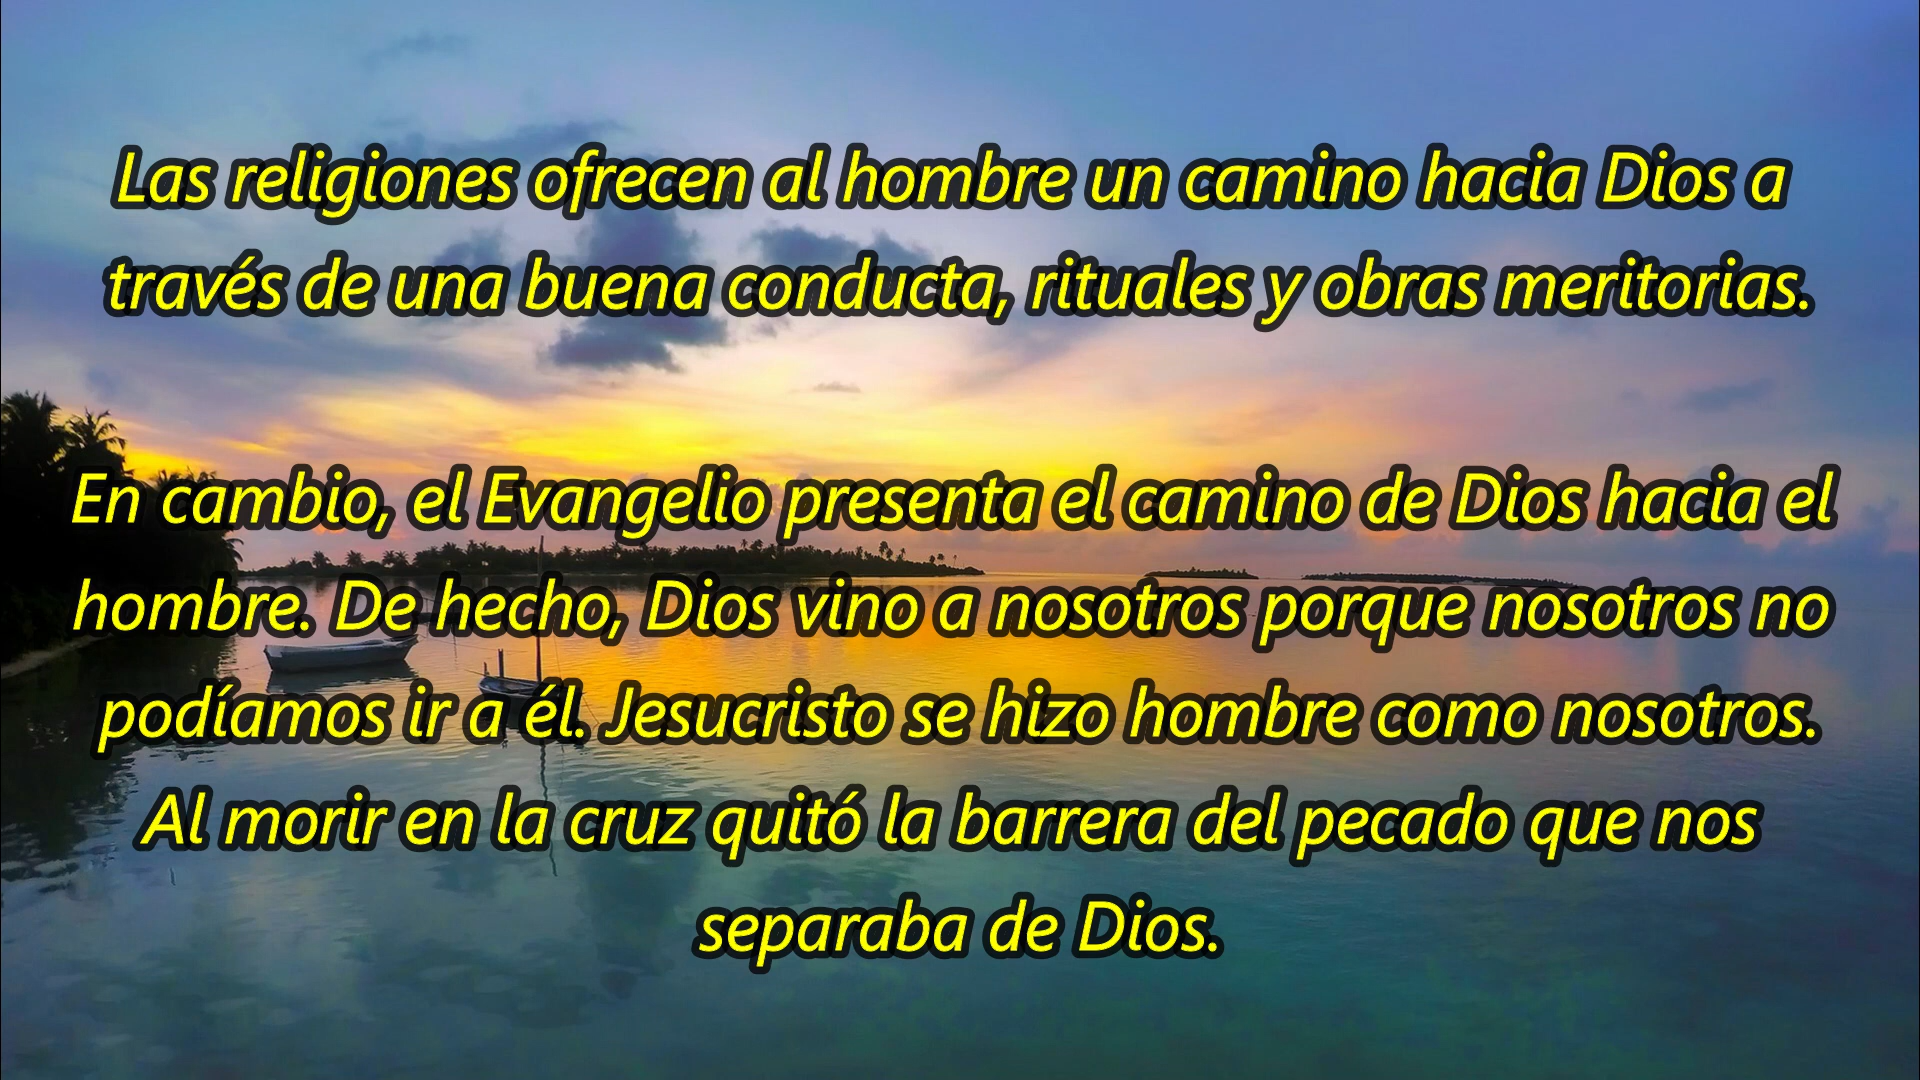 Las religiones ofrecen al hombre un camino hacia Dios a
través de una buena conducta, rituales y obras meritorias.
En cambio, el Evangelio presenta el camino de Dios hacia el
hombre. De hecho, Dios vino a nosotros porque nosotros no
podíamos ir a él. Jesucristo se hizo hombre como nosotros.
Al morir en la cruz quitó la barrera del pecado que nos
separaba de Dios.